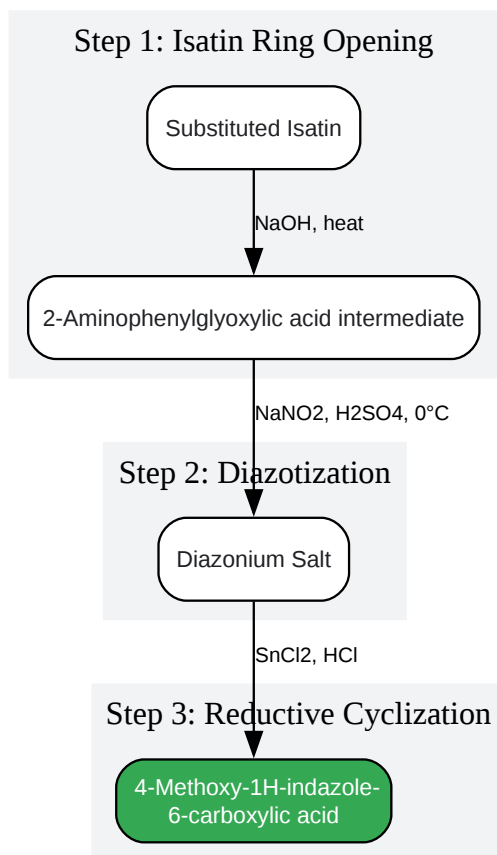 Step 1: Isatin Ring Opening
Substituted Isatin
NaOH, heat
2-Aminophenylglyoxylic acid intermediate
NaNO2, H2SO4, 0°C
Step 2: Diazotization
Diazonium Salt
SnCl2, HCl
Step 3: Reductive Cyclization
4-Methoxy-1H-indazole-
6-carboxylic acid